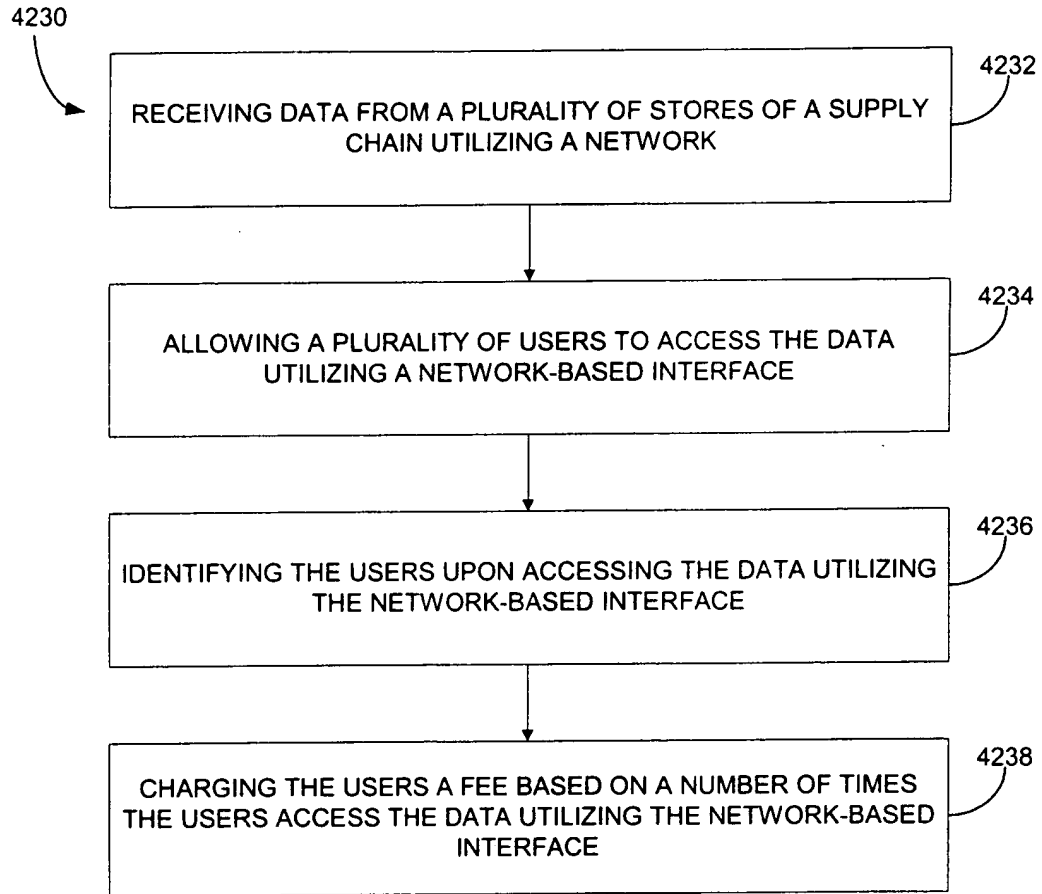 4230
4232
RECEIVING DATA FROM A PLURALITY OF STORES OF A SUPPLY
CHAIN UTILIZING A NETWORK
4234
ALLOWING A PLURALITY OF USERS TO ACCESS THE DATA
UTILIZING A NETWORK-BASED INTERFACE
4236
IDENTIFYING THE USERS UPON ACCESSING THE DATA UTILIZING
THE NETWORK-BASED INTERFACE
4238
CHARGING THE USERS A FEE BASED ON A NUMBER OF TIMES
THE USERS ACCESS THE DATA UTILIZING THE NETWORK-BASED
INTERFACE